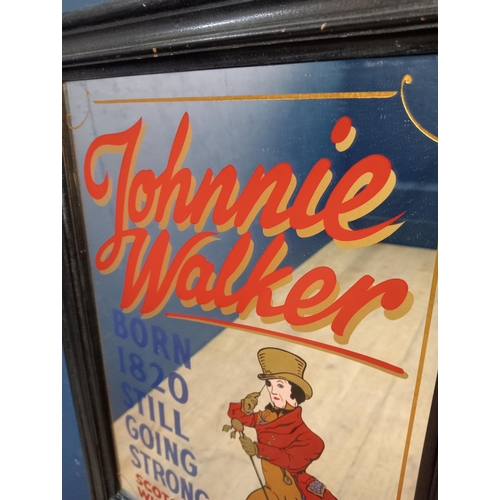 Johnnie
Walker
BORN
1820
STILL
GOING
STRONG